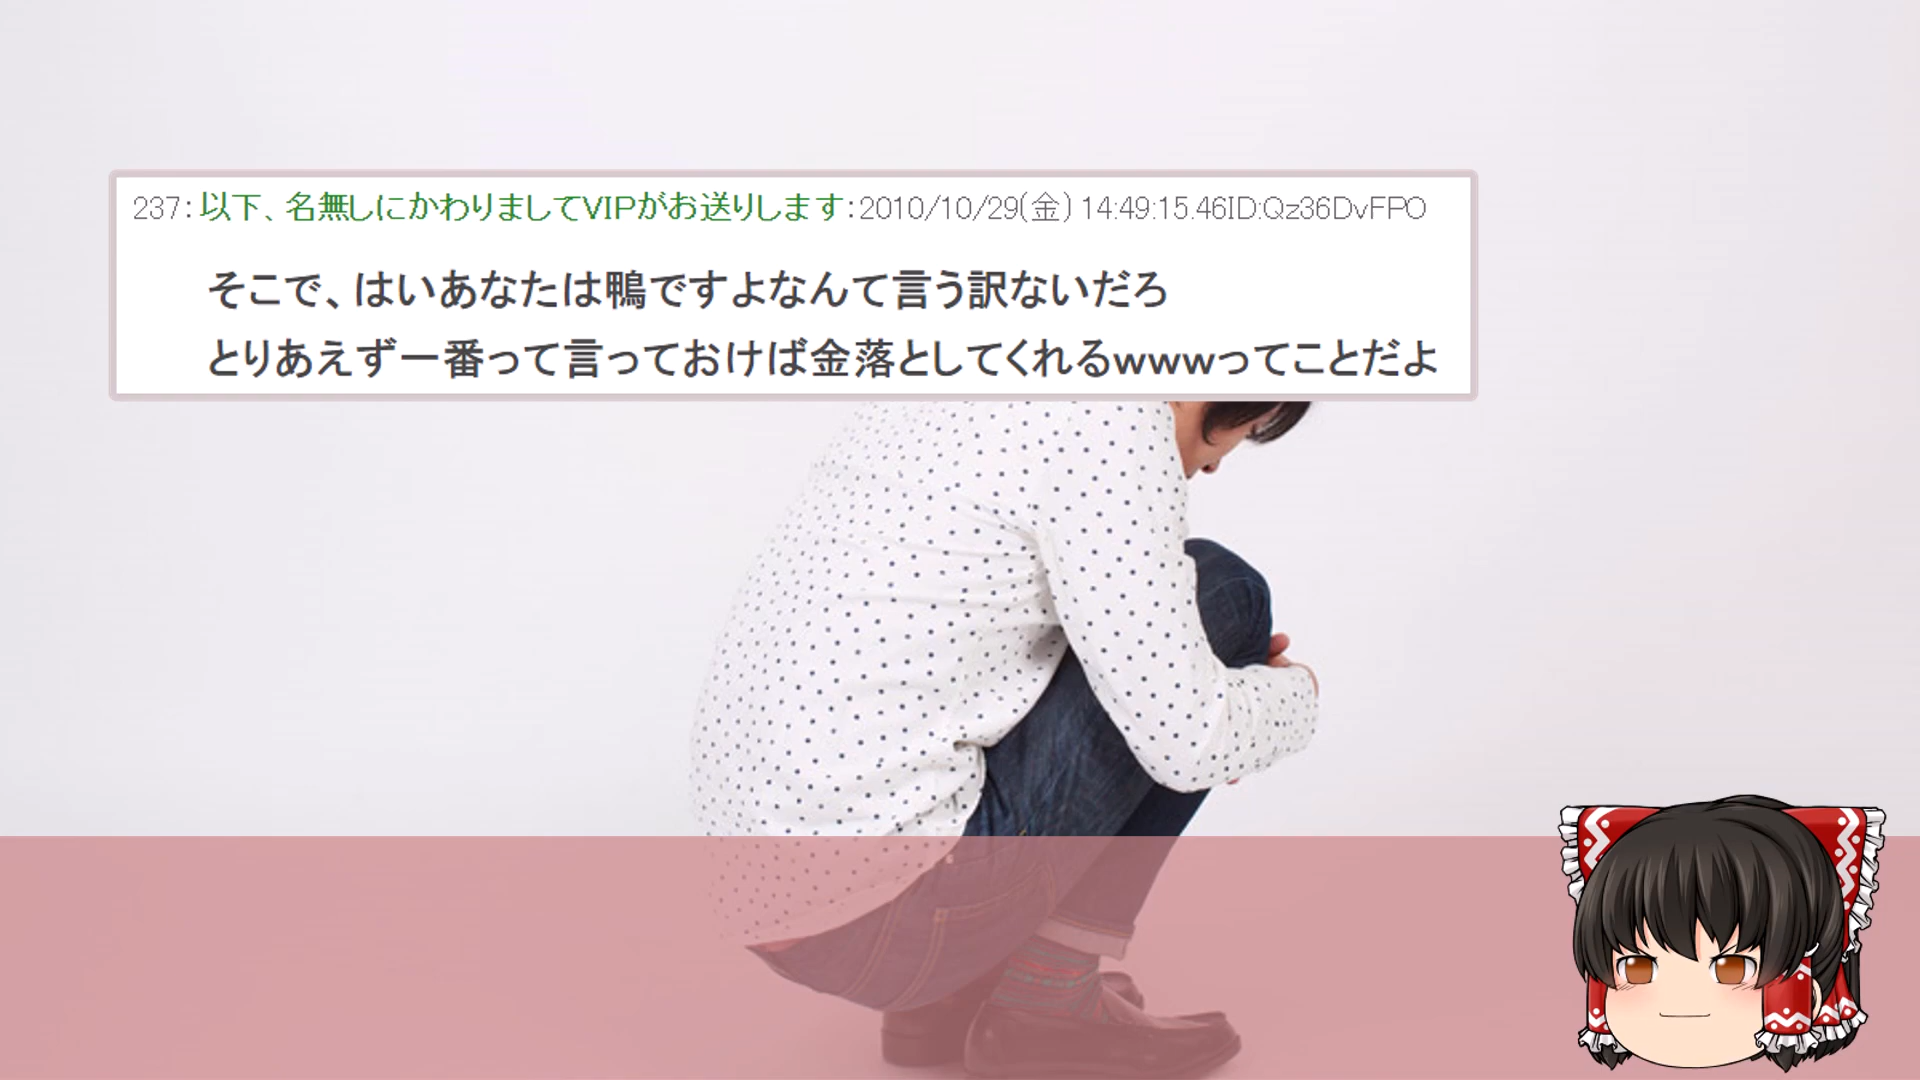 237:以下、名無しにかわりましてVIPがお送りします:2010/10/29(金) 14:49:15.46ID:Qz36DvFPO
そこで、はいあなたは鴨ですよなんて言う訳ないだろ
とりあえず一番って言っておけば金落としてくれるwwwってことだよ